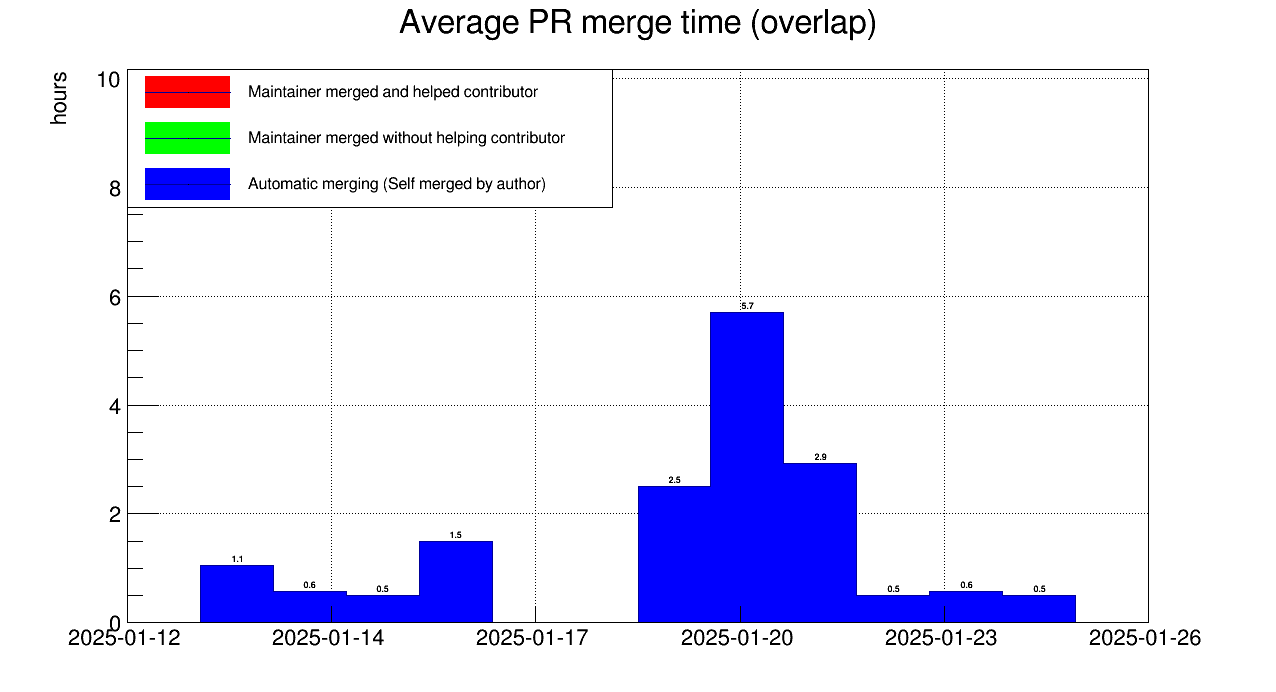 Average PR merge time (overlap)
hours
10
8
6
4
2
0
Maintainer merged and helped contributor
Maintainer merged without helping contributor
Automatic merging (Self merged by author)
1.1
0.6
0.5
1.5
2.5
5.7
2.9
0.5
0.6
0.5
2025-01-12 2025-01-14 2025-01-17 2025-01-20 2025-01-23 2025-01-26